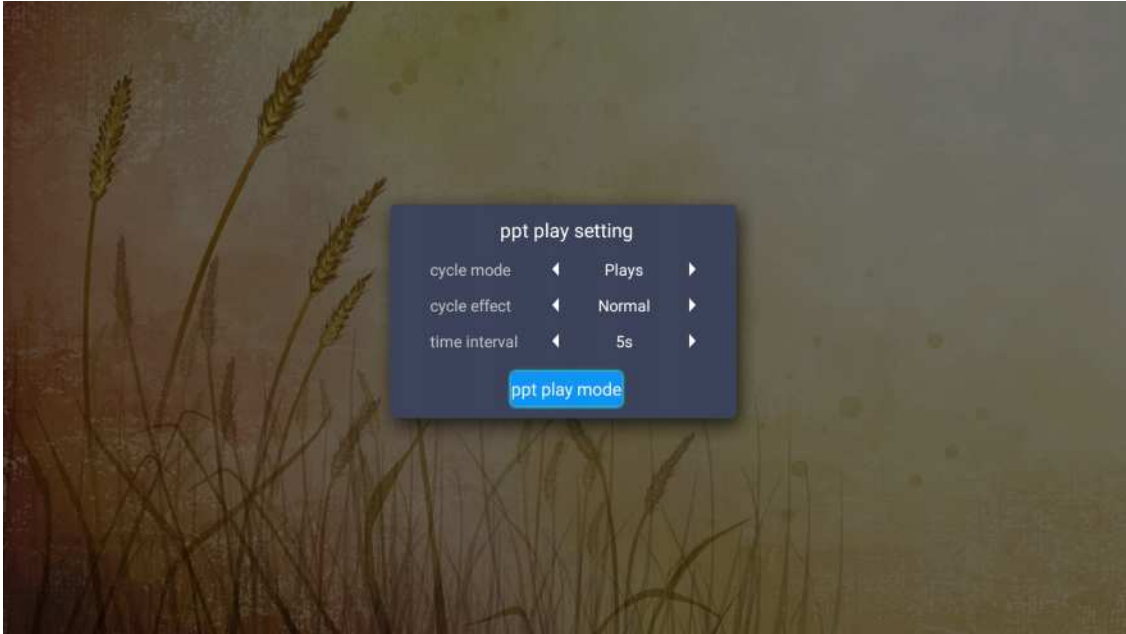 ppt play setting
cycle mode Plays
cycle effect Normal
time interval 5s
ppt play mode